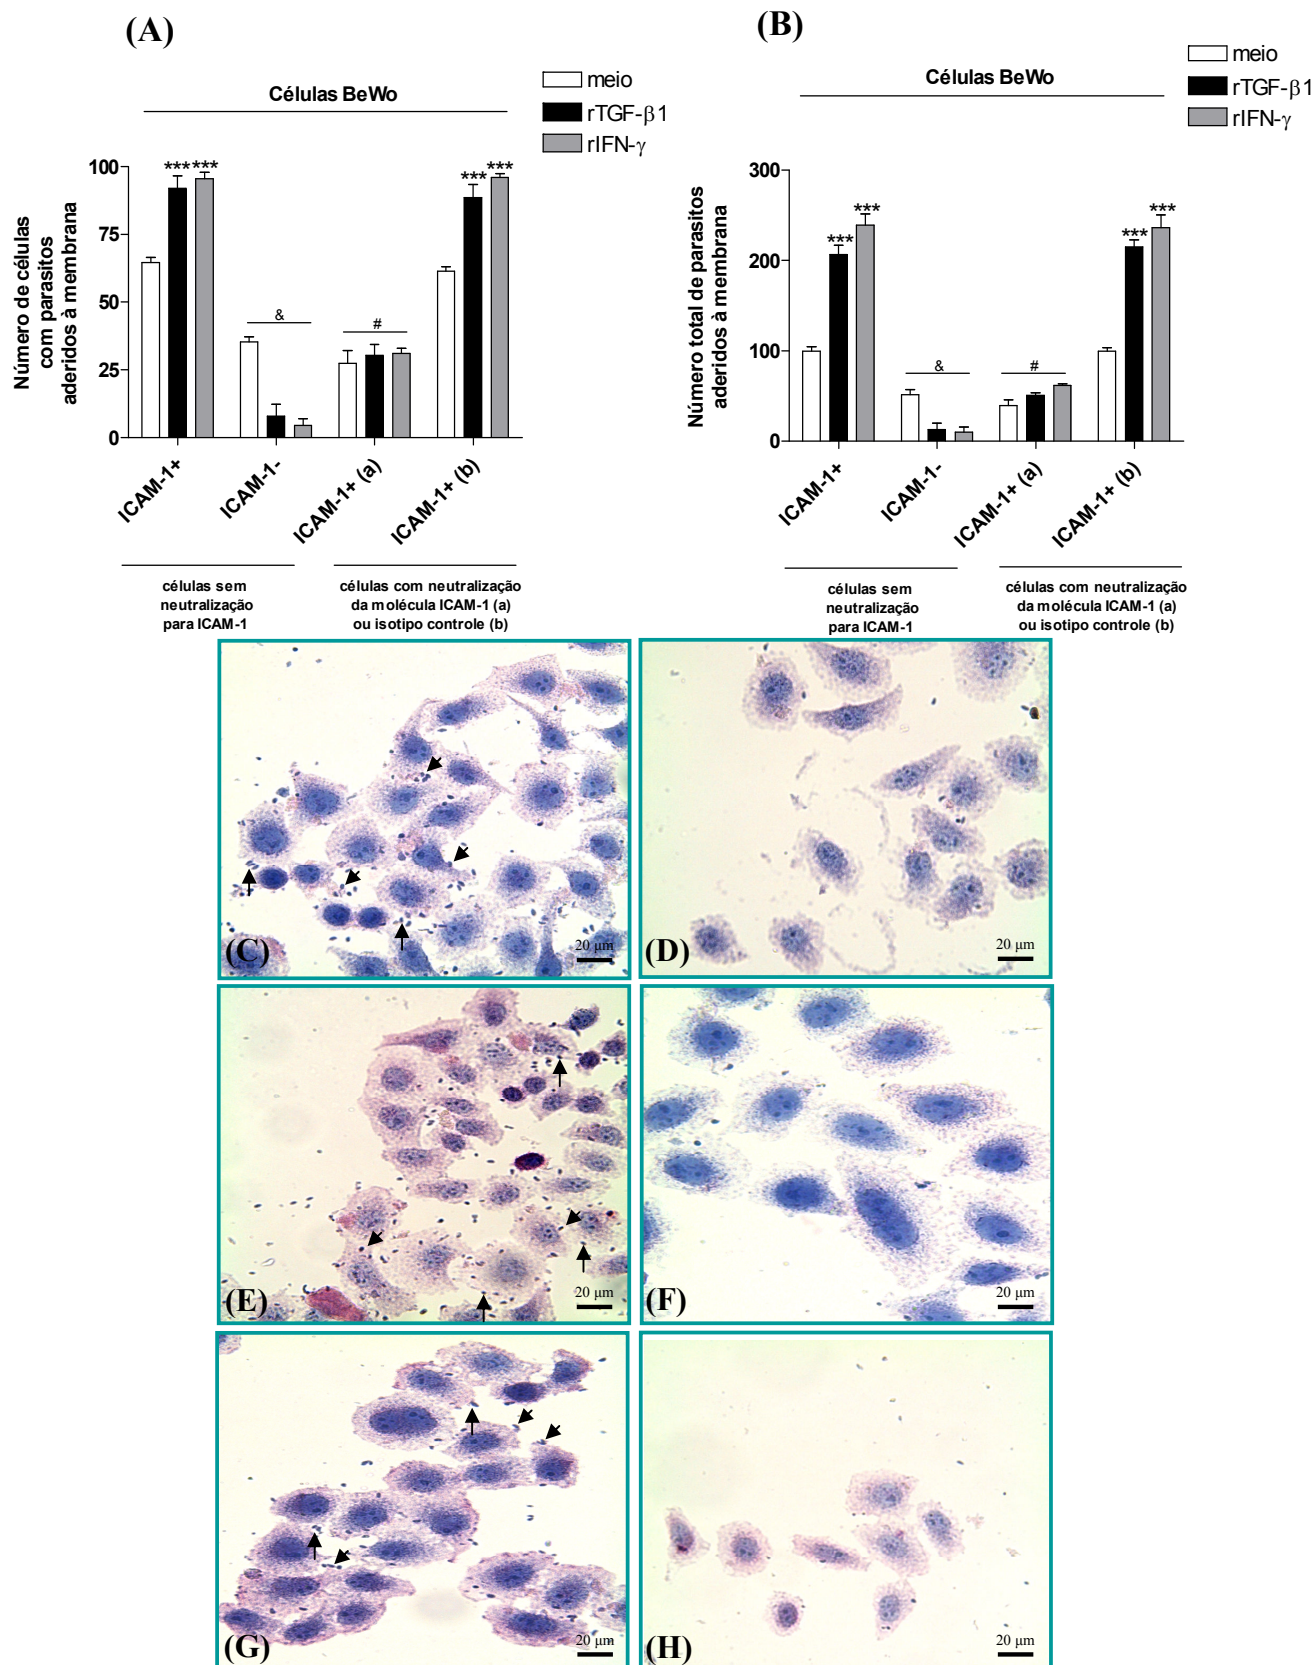 (A)
Células BeWo
meio
rTGF-β1
rIFN-γ
Número de células
com parasitos
aderidos à membrana
100
75
50
25
0
*** ***
&
#
*** ***
ICAM-1+
ICAM-1-
ICAM-1+ (a)
ICAM-1+ (b)
células sem
neutralização
para ICAM-1
células com neutralização
da molécula ICAM-1 (a)
ou isotipo controle (b)
(B)
Células BeWo
meio
rTGF-β1
rIFN-γ
Número total de parasitos
aderidos à membrana
300
200
100
0
*** ***
&
#
*** ***
ICAM-1+
ICAM-1-
ICAM-1+ (a)
ICAM-1+ (b)
células sem
neutralização
para ICAM-1
células com neutralização
da molécula ICAM-1 (a)
ou isotipo controle (b)
(C)
20 µm
(D)
20 µm
(E)
20 µm
(F)
20 µm
(G)
20 µm
(H)
20 µm